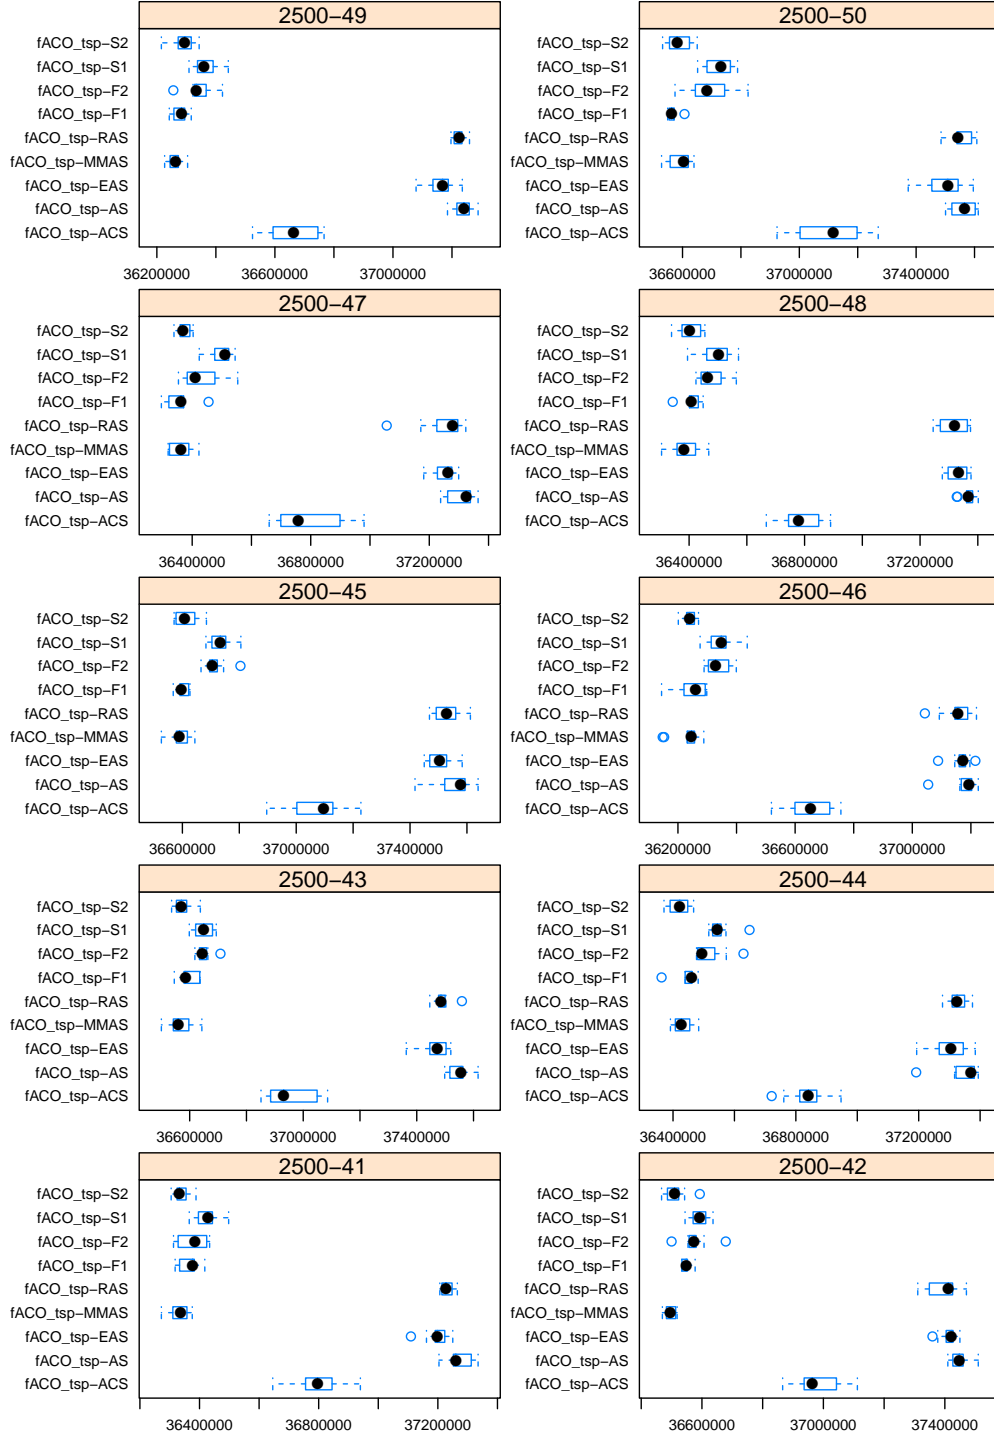 2500−49
fACO_tsp−S2
fACO_tsp−S1
fACO_tsp−F2
fACO_tsp−F1
fACO_tsp−RAS
fACO_tsp−MMAS
fACO_tsp−EAS
fACO_tsp−AS
fACO_tsp−ACS
36200000 36600000 37000000
2500−50
fACO_tsp−S2
fACO_tsp−S1
fACO_tsp−F2
fACO_tsp−F1
fACO_tsp−RAS
fACO_tsp−MMAS
fACO_tsp−EAS
fACO_tsp−AS
fACO_tsp−ACS
36600000 37000000 37400000
2500−47
fACO_tsp−S2
fACO_tsp−S1
fACO_tsp−F2
fACO_tsp−F1
fACO_tsp−RAS
fACO_tsp−MMAS
fACO_tsp−EAS
fACO_tsp−AS
fACO_tsp−ACS
36400000 36800000 37200000
2500−48
fACO_tsp−S2
fACO_tsp−S1
fACO_tsp−F2
fACO_tsp−F1
fACO_tsp−RAS
fACO_tsp−MMAS
fACO_tsp−EAS
fACO_tsp−AS
fACO_tsp−ACS
36400000 36800000 37200000
2500−45
fACO_tsp−S2
fACO_tsp−S1
fACO_tsp−F2
fACO_tsp−F1
fACO_tsp−RAS
fACO_tsp−MMAS
fACO_tsp−EAS
fACO_tsp−AS
fACO_tsp−ACS
36600000 37000000 37400000
2500−46
fACO_tsp−S2
fACO_tsp−S1
fACO_tsp−F2
fACO_tsp−F1
fACO_tsp−RAS
fACO_tsp−MMAS
fACO_tsp−EAS
fACO_tsp−AS
fACO_tsp−ACS
36200000 36600000 37000000
2500−43
fACO_tsp−S2
fACO_tsp−S1
fACO_tsp−F2
fACO_tsp−F1
fACO_tsp−RAS
fACO_tsp−MMAS
fACO_tsp−EAS
fACO_tsp−AS
fACO_tsp−ACS
36600000 37000000 37400000
2500−44
fACO_tsp−S2
fACO_tsp−S1
fACO_tsp−F2
fACO_tsp−F1
fACO_tsp−RAS
fACO_tsp−MMAS
fACO_tsp−EAS
fACO_tsp−AS
fACO_tsp−ACS
36400000 36800000 37200000
2500−41
fACO_tsp−S2
fACO_tsp−S1
fACO_tsp−F2
fACO_tsp−F1
fACO_tsp−RAS
fACO_tsp−MMAS
fACO_tsp−EAS
fACO_tsp−AS
fACO_tsp−ACS
36400000 36800000 37200000
2500−42
fACO_tsp−S2
fACO_tsp−S1
fACO_tsp−F2
fACO_tsp−F1
fACO_tsp−RAS
fACO_tsp−MMAS
fACO_tsp−EAS
fACO_tsp−AS
fACO_tsp−ACS
36600000 37000000 37400000